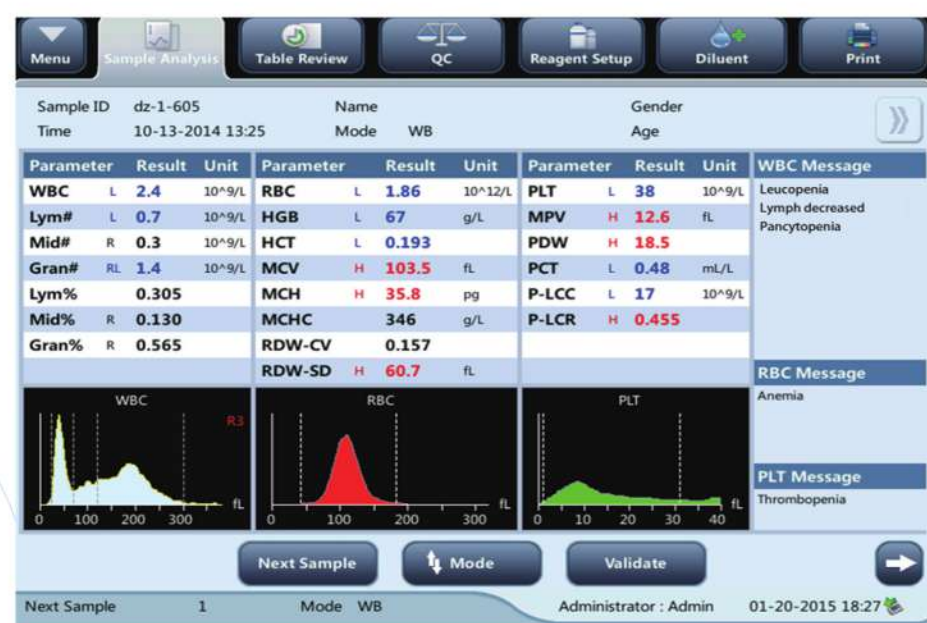 Menu Sample Analysis Table Review QC Reagent Setup Diluent Print
Sample ID dz-1-605 Name Gender
Time 10-13-2014 13:25 Mode WB Age
Parameter Result Unit Parameter Result Unit Parameter Result Unit WBC Message
WBC L 2.4 10^9/L RBC L 1.86 10^12/L PLT L 38 10^9/L Leucopenia
Lym# L 0.7 10^9/L HGB L 67 g/L MPV H 12.6 fL Lymph decreased
Mid# R 0.3 10^9/L HCT L 0.193 PDW H 18.5 Pancytopenia
Gran# RL 1.4 10^9/L MCV H 103.5 fL PCT L 0.48 mL/L
Lym% 0.305 MCH H 35.8 pg P-LCC L 17 10^9/L
Mid% R 0.130 MCHC 346 g/L P-LCR H 0.455
Gran% R 0.565 RDW-CV 0.157
RDW-SD H 60.7 fL RBC Message
WBC RBC PLT Anemia
R3
PLT Message
fL fL fL Thrombopenia
0 100 200 300 0 100 200 300 0 10 20 30 40
Next Sample Mode Validate
Next Sample 1 Mode WB Administrator : Admin 01-20-2015 18:27